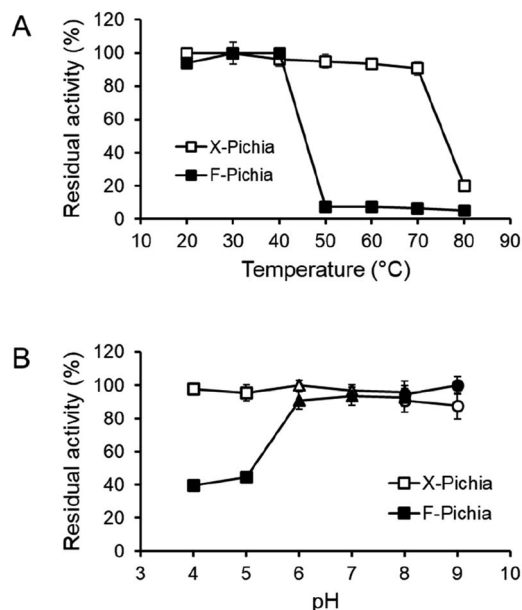 A
Residual activity (%)
120
100
80
60
40
20
0
X-Pichia
F-Pichia
10 20 30 40 50 60 70 80 90
Temperature (°C)
B
Residual activity (%)
120
100
80
60
40
20
0
X-Pichia
F-Pichia
3 4 5 6 7 8 9 10
pH